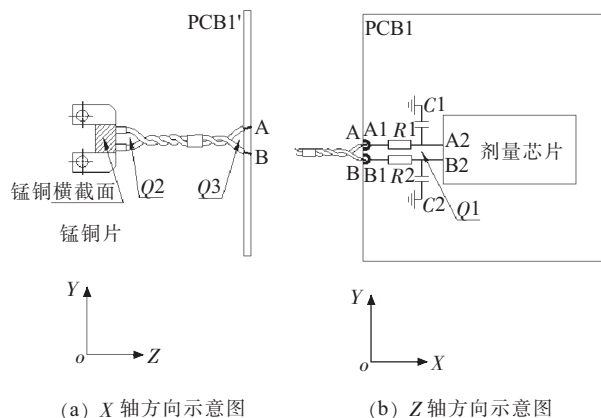 PCB1'
A
B
Q2
Q3
锰铜横截面
锰铜片
Y
o
Z
(a) X 轴方向示意图
PCB1
C1
A
A1
R1
A2
B
B1
R2
B2
剂量芯片
C2
Q1
Y
o
X
(b) Z 轴方向示意图